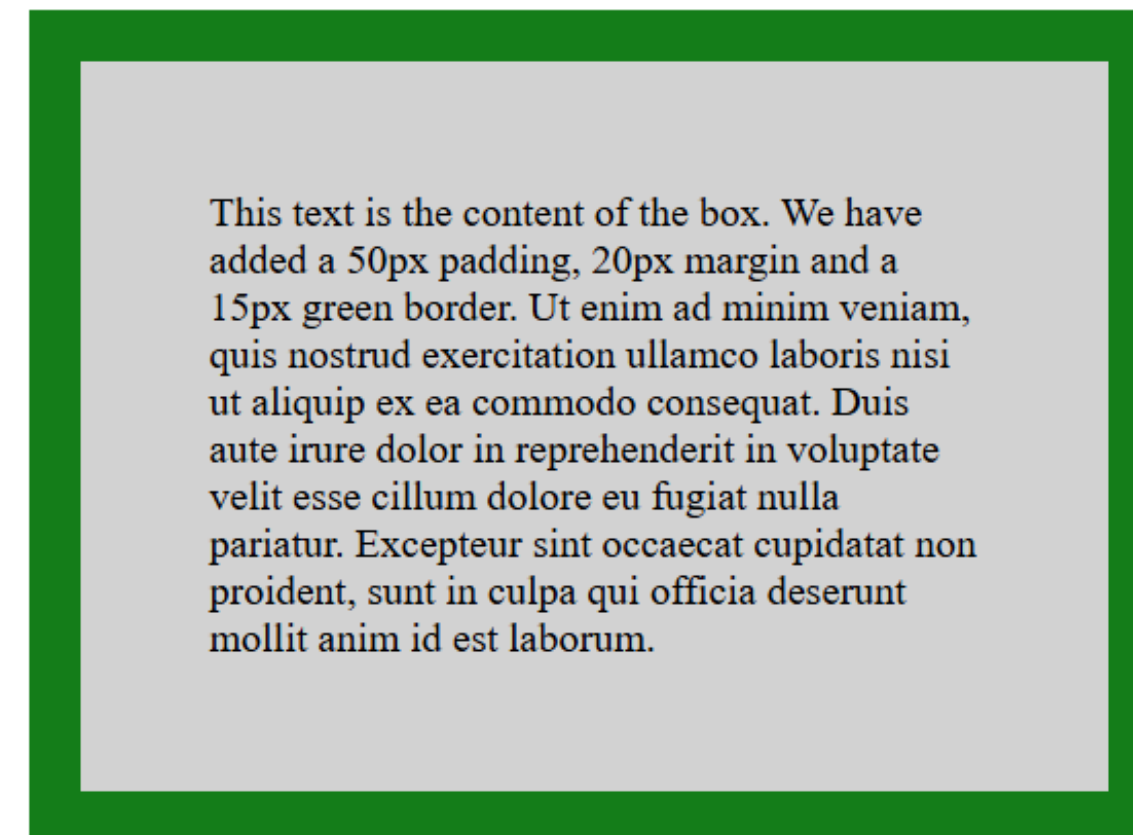 This text is the content of the box. We have
added a 50px padding, 20px margin and a
15px green border. Ut enim ad minim veniam,
quis nostrud exercitation ullamco laboris nisi
ut aliquip ex ea commodo consequat. Duis
aute irure dolor in reprehenderit in voluptate
velit esse cillum dolore eu fugiat nulla
pariatur. Excepteur sint occaecat cupidatat non
proident, sunt in culpa qui officia deserunt
mollit anim id est laborum.